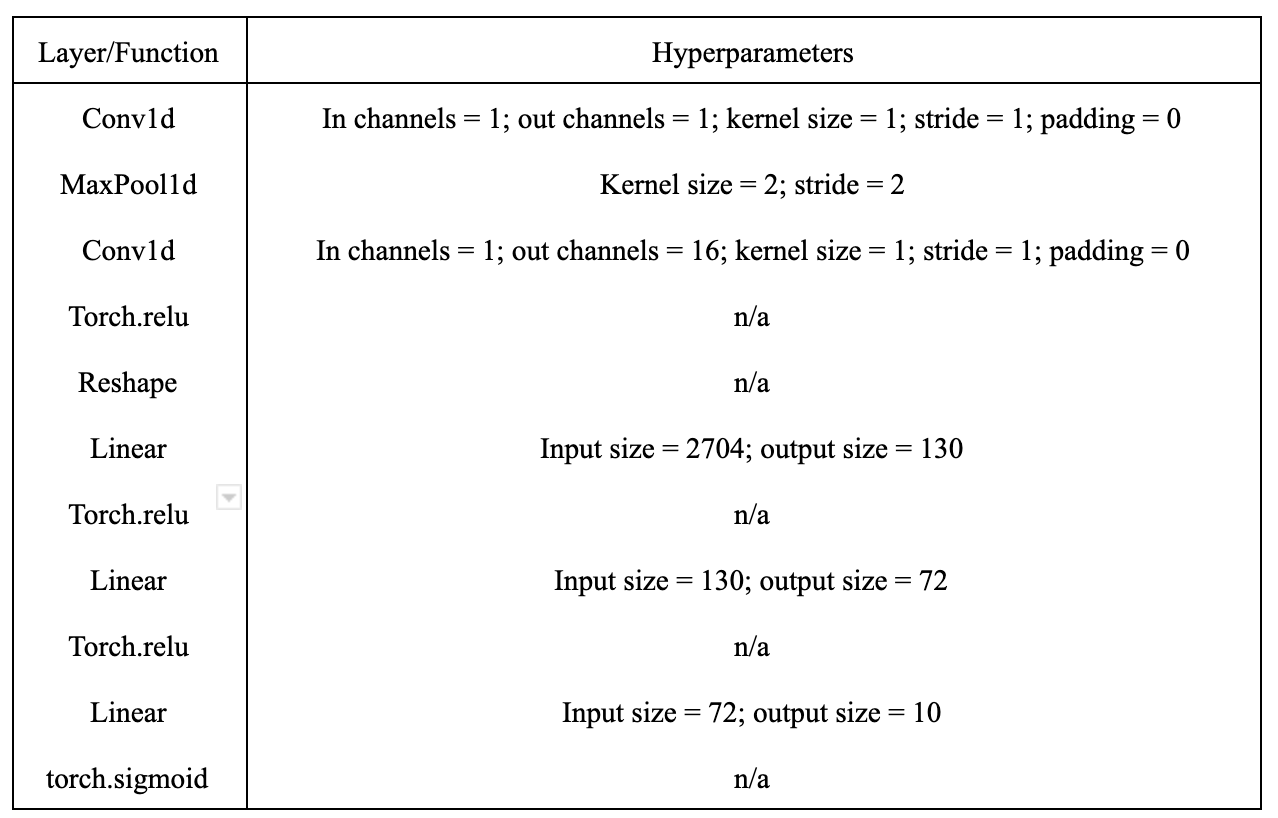 Layer/Function Hyperparameters
Conv1d In channels = 1; out channels = 1; kernel size = 1; stride = 1; padding = 0
MaxPool1d Kernel size = 2; stride = 2
Conv1d In channels = 1; out channels = 16; kernel size = 1; stride = 1; padding = 0
Torch.relu n/a
Reshape n/a
Linear Input size = 2704; output size = 130
Torch.relu n/a
Linear Input size = 130; output size = 72
Torch.relu n/a
Linear Input size = 72; output size = 10
torch.sigmoid n/a